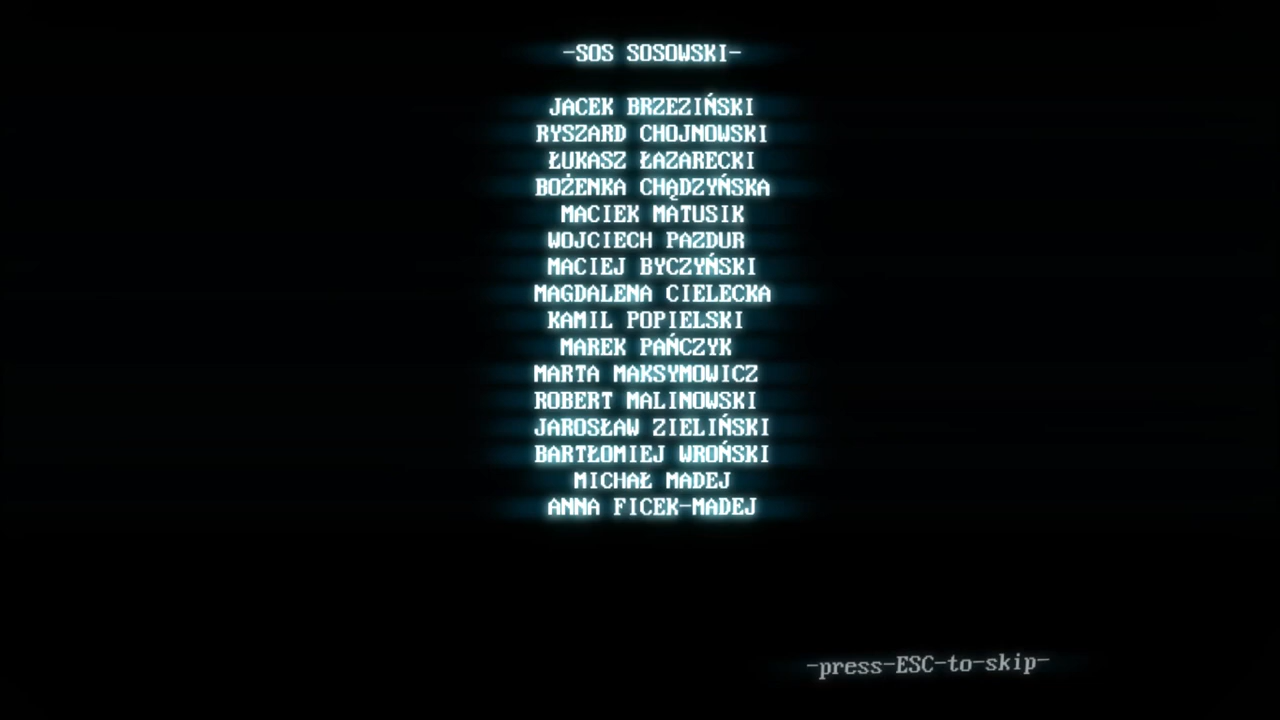 -SOS SOSOWSKI-
JACEK BRZEZIŃSKI
RYSZARD CHOJNOWSKI
ŁUKASZ ŁAZARECKI
BOŻENKA CHĄDZYŃSKA
MACIEK MATUSIK
WOJCIECH PAZDUR
MACIEJ BYCZYŃSKI
MAGDALENA CIELECKA
KAMIL POPIELSKI
MAREK PAŃCZYK
MARTA MAKSYMOWICZ
ROBERT MALINOWSKI
JAROSŁAW ZIELIŃSKI
BARTŁOMIEJ WROŃSKI
MICHAŁ MADEJ
ANNA FICEK-MADEJ
-press-ESC-to-skip-